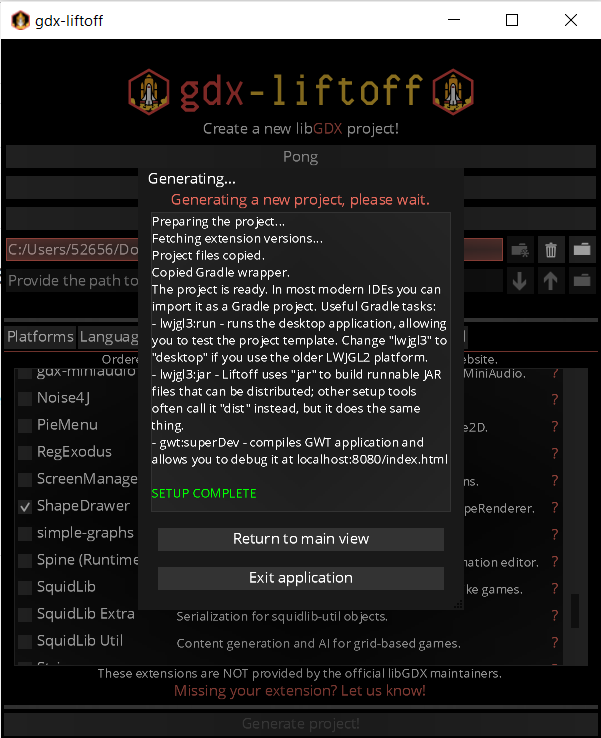 gdx-liftoff
gdx-liftoff
Create a new libGDX project!
Pong
Generating...
Generating a new project, please wait.
C:/Users/52656/Do
Provide the path to
Preparing the project...
Fetching extension versions...
Project files copied.
Copied Gradle wrapper.
The project is ready. In most modern IDEs you can
import it as a Gradle project. Useful Gradle tasks:
- lwjgl3:run - runs the desktop application, allowing
you to test the project template. Change "lwjgl3" to
"desktop" if you use the older LWJGL2 platform.
- lwjgl3:jar - Liftoff uses "jar" to build runnable JAR
files that can be distributed; other setup tools
often call it "dist" instead, but it does the same
thing.
- gwt:superDev - compiles GWT application and
allows you to debug it at localhost:8080/index.html
SETUP COMPLETE
Return to main view
Exit application
Platforms Languag
Ordere ebsite.
gdx-miniaudio MiniAudio. ?
Noise4J ?
PieMenu e2D. ?
RegExodus ?
ScreenManage ns. ?
ShapeDrawer peRenderer. ?
simple-graphs ?
Spine (Runtime nation editor. ?
SquidLib ke games. ?
SquidLib Extra Serialization for squidlib-util objects. ?
SquidLib Util Content generation and AI for grid-based games. ?
These extensions are NOT provided by the official libGDX maintainers.
Missing your extension? Let us know!
Generate project!